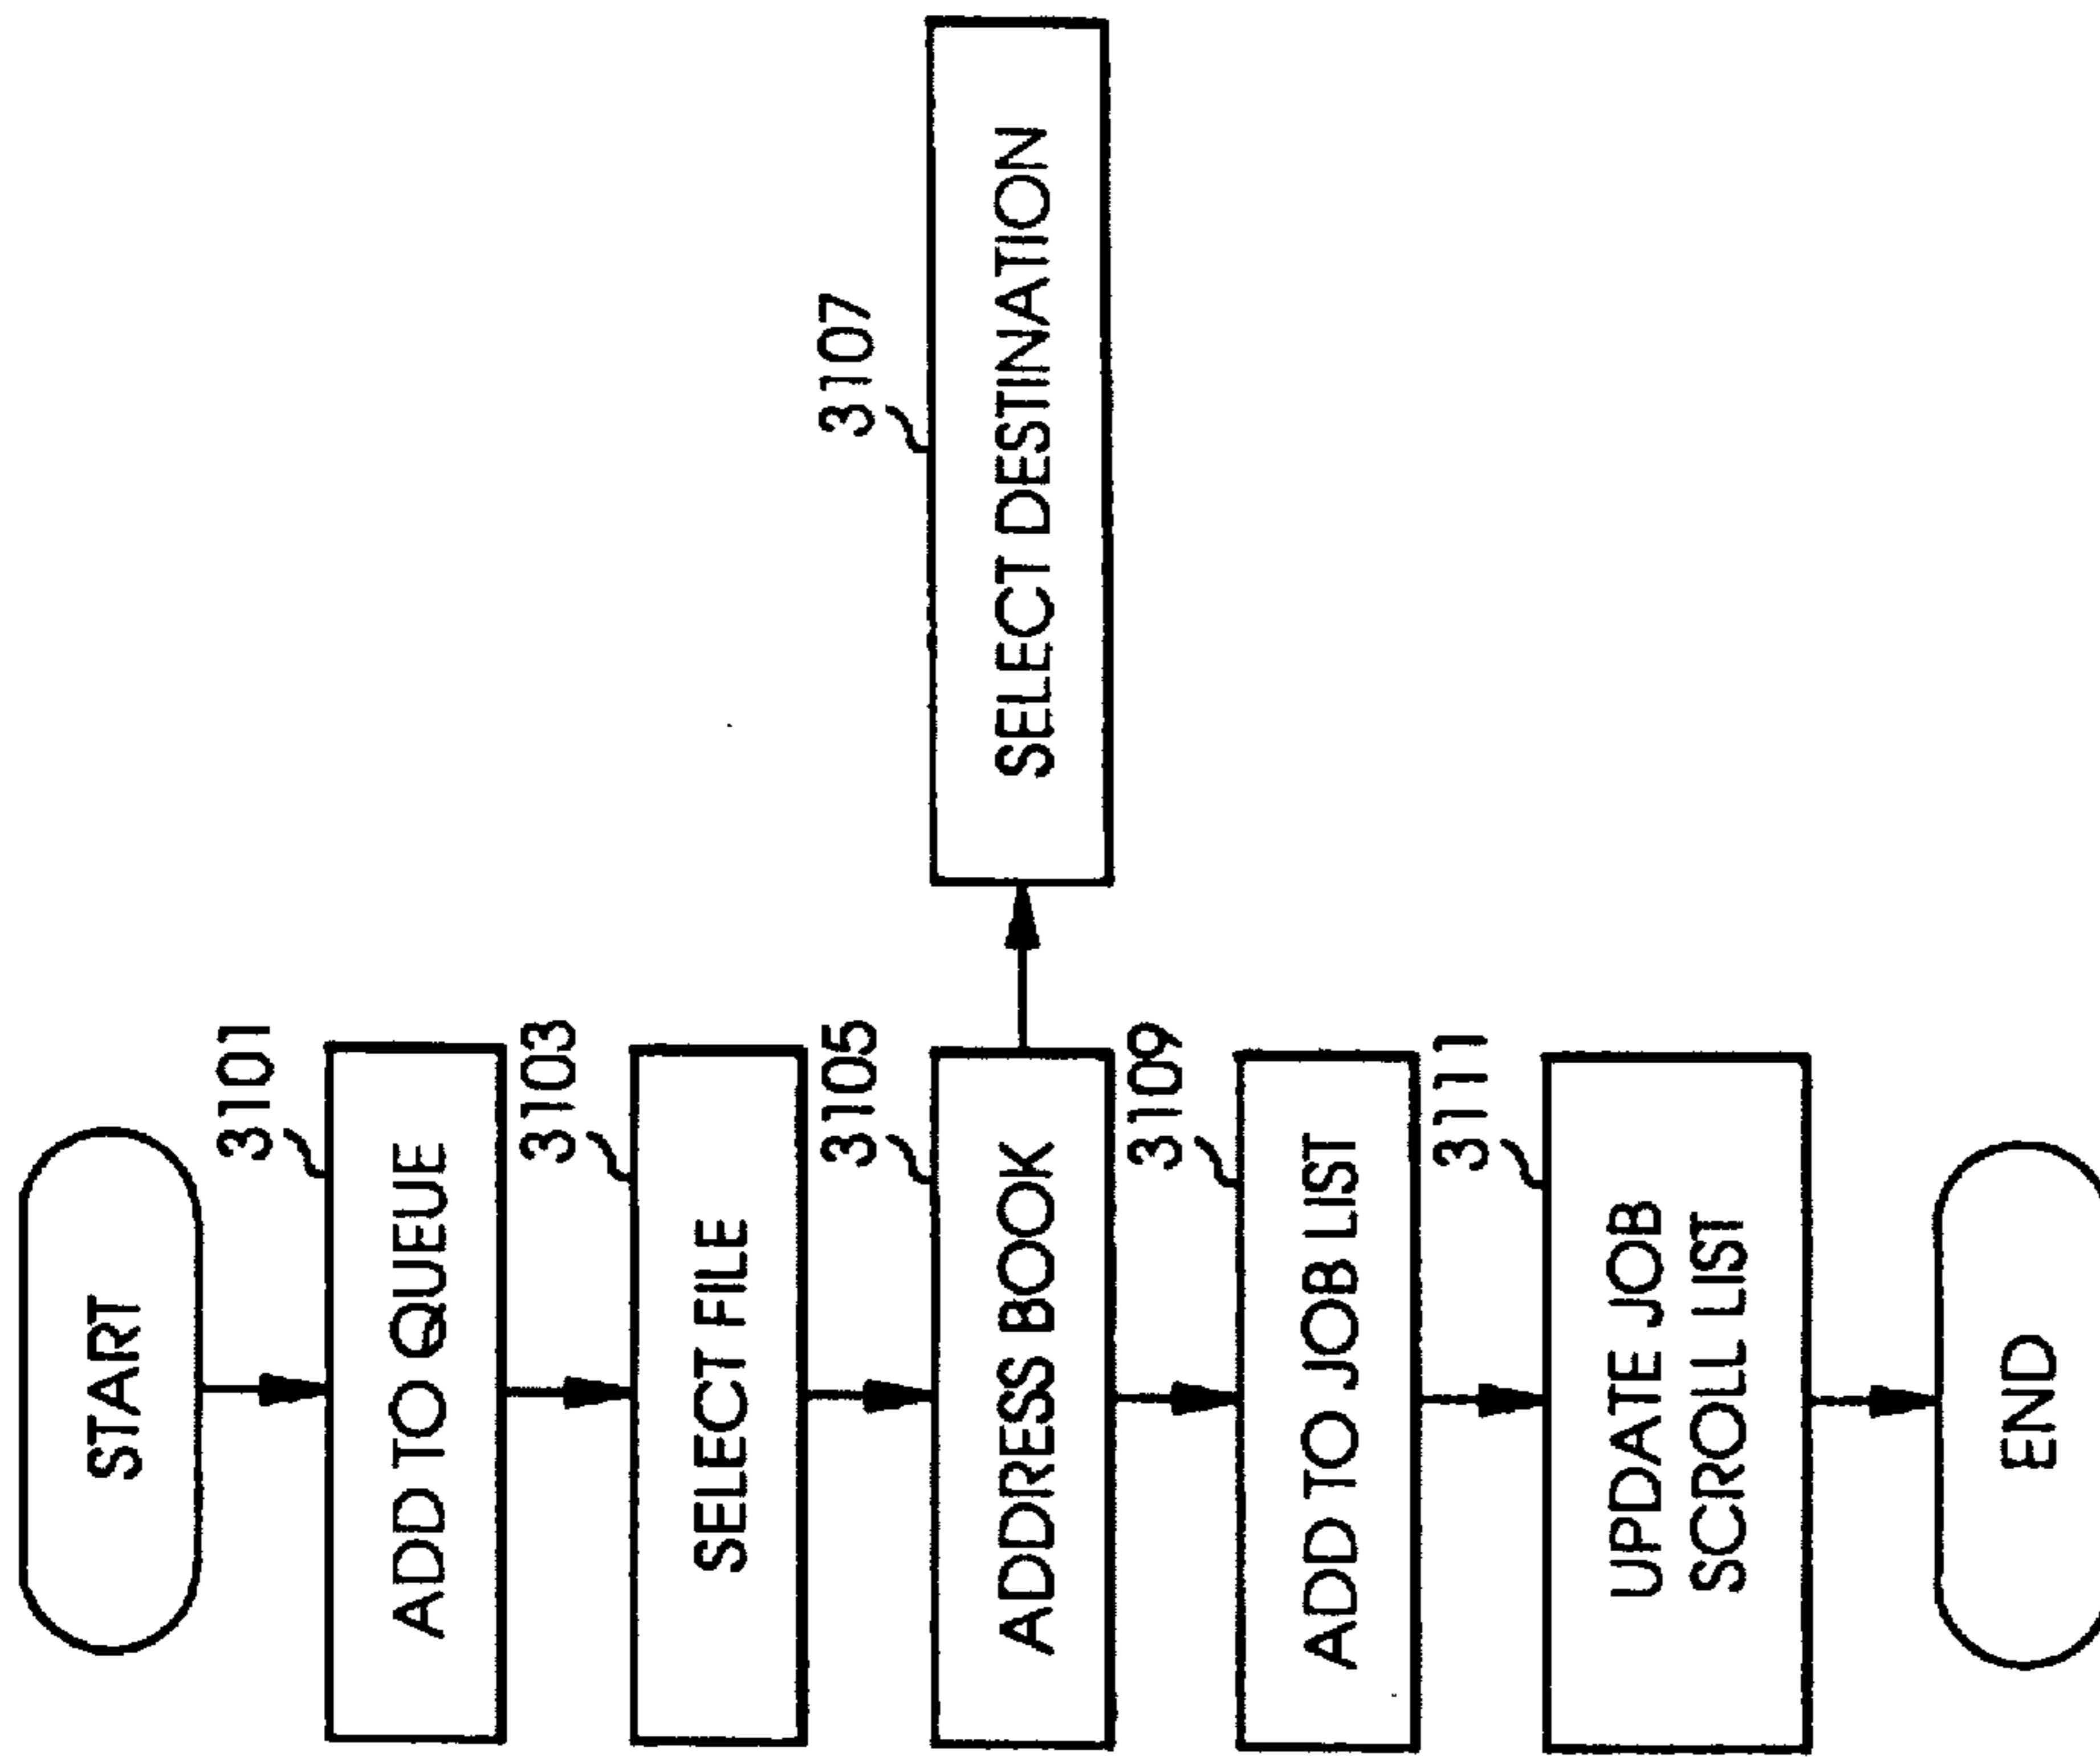 START
3101
ADD TO QUEUE
3103
SELECT FILE
3105
ADDRESS BOOK
3107
SELECT DESTINATION
3109
ADD TO JOB LIST
3111
UPDATE JOB
SCROLL LIST
END